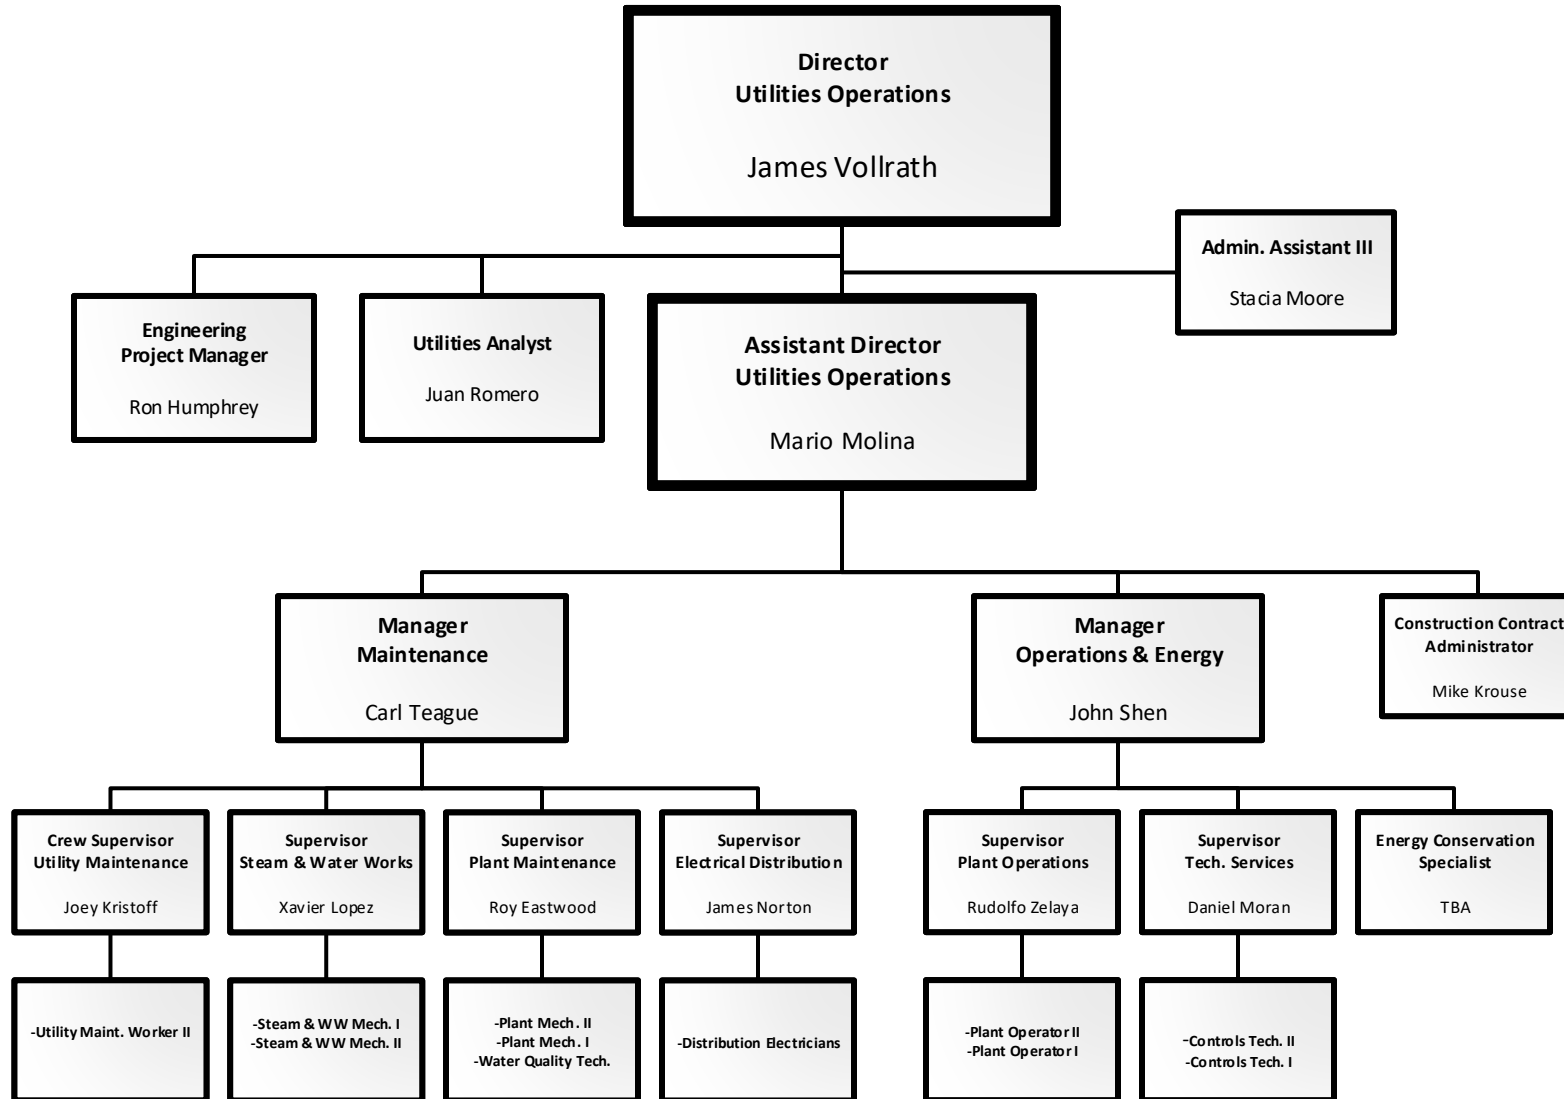 Director
Utilities Operations
James Vollrath
Admin. Assistant III
Stacia Moore
Engineering
Project Manager
Ron Humphrey
Utilities Analyst
Juan Romero
Assistant Director
Utilities Operations
Mario Molina
Manager
Maintenance
Carl Teague
Manager
Operations & Energy
John Shen
Construction Contract
Administrator
Mike Krouse
Crew Supervisor
Utility Maintenance
Joey Kristoff
Supervisor
Steam & Water Works
Xavier Lopez
Supervisor
Plant Maintenance
Roy Eastwood
Supervisor
Electrical Distribution
James Norton
Supervisor
Plant Operations
Rudolfo Zelaya
Supervisor
Tech. Services
Daniel Moran
Energy Conservation
Specialist
TBA
-Utility Maint. Worker II
-Steam & WW Mech. I
-Steam & WW Mech. II
-Plant Mech. II
-Plant Mech. I
-Water Quality Tech.
-Distribution Electricians
-Plant Operator II
-Plant Operator I
-Controls Tech. II
-Controls Tech. I